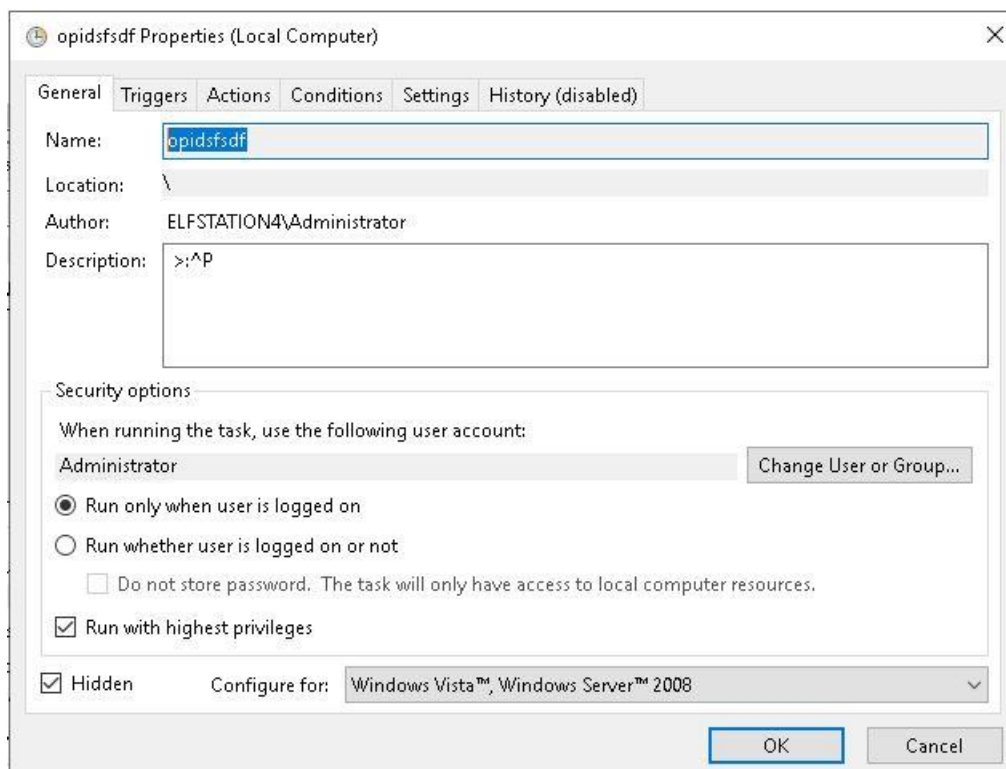 opidsfsdf Properties (Local Computer)
General Triggers Actions Conditions Settings History (disabled)
Name: opidsfsdf
Location: \
Author: ELFSTATION4\Administrator
Description: >:^P
Security options
When running the task, use the following user account:
Administrator Change User or Group...
Run only when user is logged on
Run whether user is logged on or not
Do not store password. The task will only have access to local computer resources.
Run with highest privileges
Hidden Configure for: Windows Vista™, Windows Server™ 2008
OK Cancel